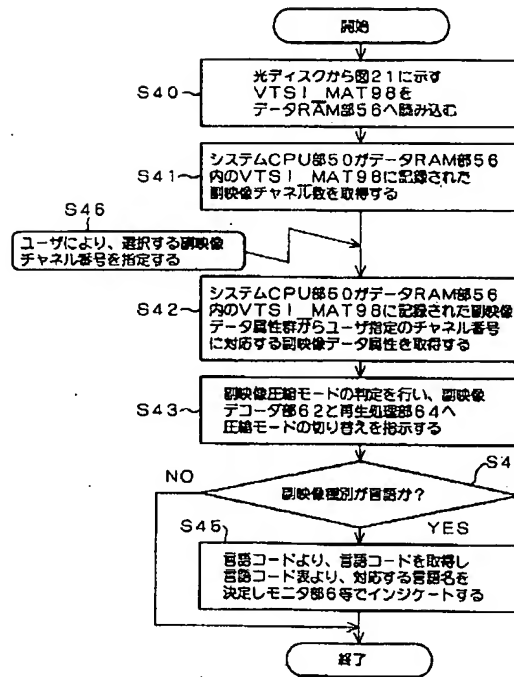 開始
S40
光ディスクから図21に示す
VTSI_MAT98を
データRAM部56へ読み込む
S41
システムCPU部50がデータRAM部56
内のVTSI_MAT98に記録された
副映像チャネル数を取得する
S46
ユーザにより、選択する副映像
チャネル番号を指定する
S42
システムCPU部50がデータRAM部56
内のVTSI_MAT98に記録された副映像
データ属性群からユーザ指定のチャネル番号
に対応する副映像データ属性を取得する
S43
副映像圧縮モードの判定を行い、副映像
デコーダ部62と再生処理部64へ
圧縮モードの切り替えを指示する
S4
NO
副映像種別が言語か?
YES
S45
言語コードより、言語コードを取得し
言語コード表より、対応する言語名を
決定しモニタ部6等でインジケートする
終了